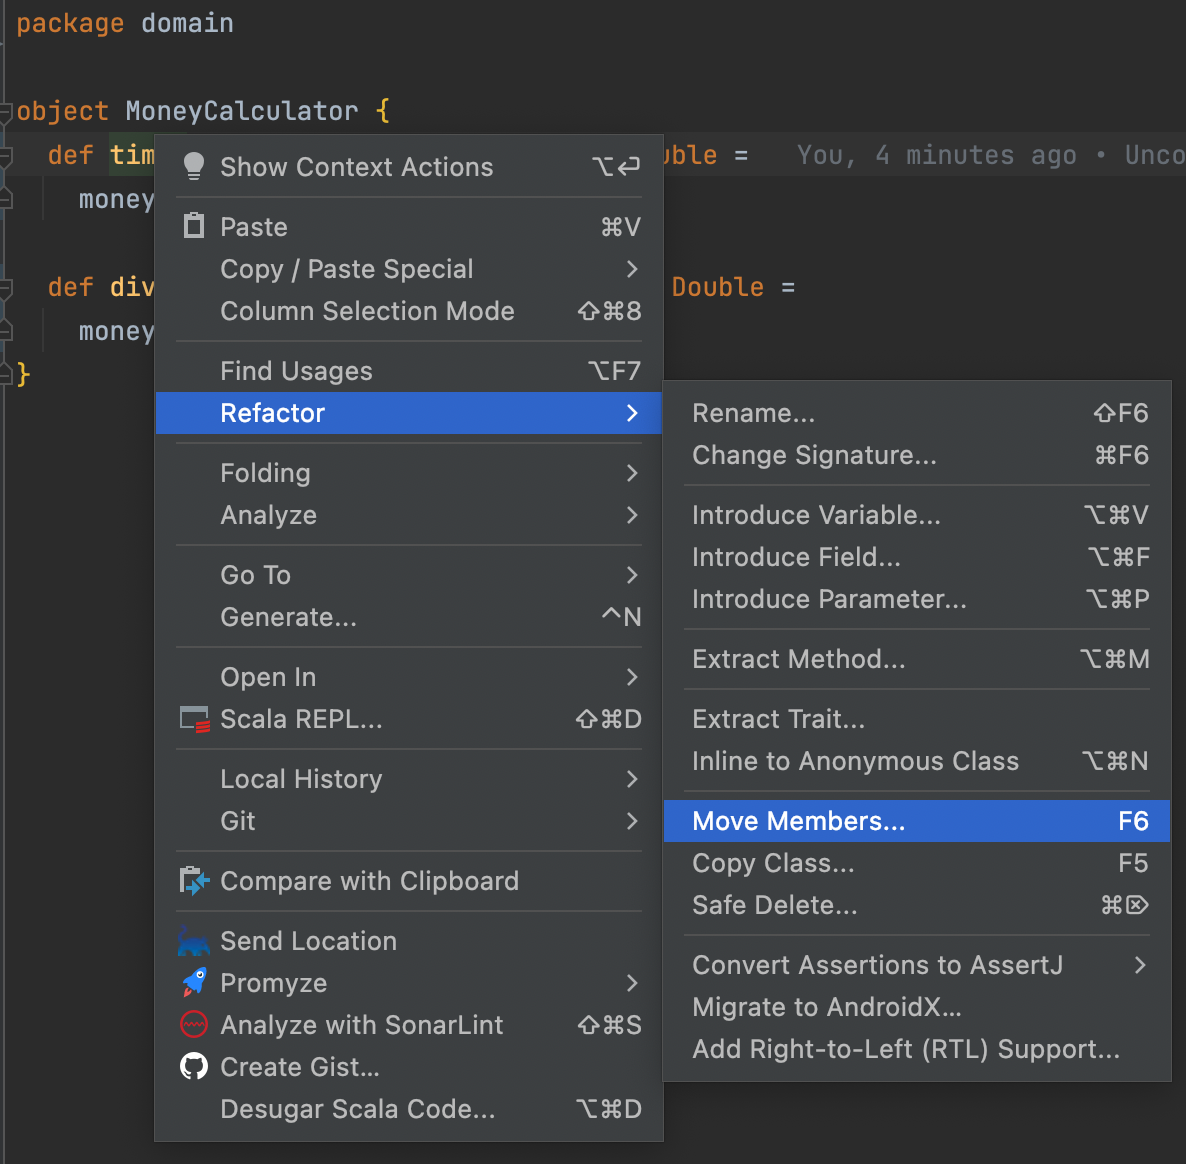 package domain
object MoneyCalculator {
def tim
uble = You, 4 minutes ago • Unco
money
def div
Double =
money
}
Show Context Actions ⌥↩
Paste ⌘V
Copy / Paste Special >
Column Selection Mode ⇧⌘8
Find Usages ⌥F7
Refactor >
Folding >
Analyze >
Go To >
Generate... ^N
Open In >
Scala REPL... ⇧⌘D
Local History >
Git >
Compare with Clipboard
Send Location
Promyze >
Analyze with SonarLint ⇧⌘S
Create Gist...
Desugar Scala Code... ⌥⌘D
Rename... ⇧F6
Change Signature... ⌘F6
Introduce Variable... ⌥⌘V
Introduce Field... ⌥⌘F
Introduce Parameter... ⌥⌘P
Extract Method... ⌥⌘M
Extract Trait...
Inline to Anonymous Class ⌥⌘N
Move Members... F6
Copy Class... F5
Safe Delete... ⌘⌦
Convert Assertions to AssertJ >
Migrate to AndroidX...
Add Right-to-Left (RTL) Support...